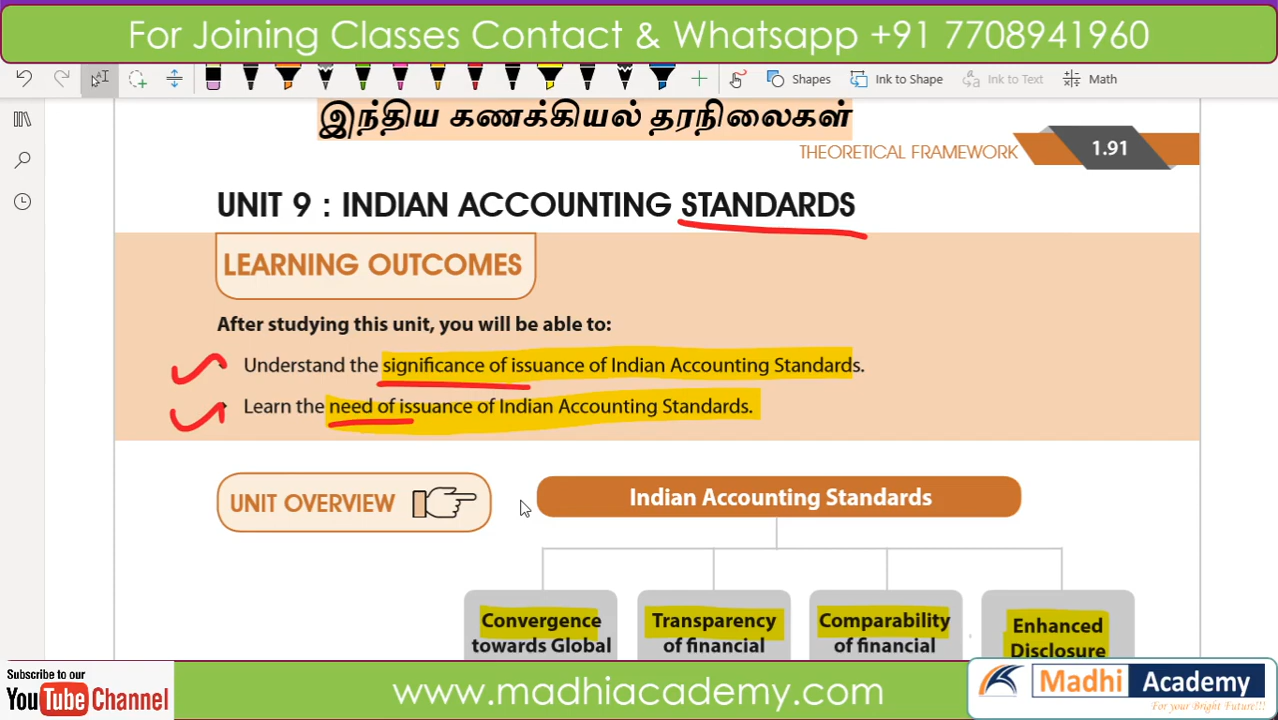 For Joining Classes Contact & Whatsapp +91 7708941960
Shapes Ink to Shape Ink to Text Math
இந்திய கணக்கியல் தரநிலைகள்
THEORETICAL FRAMEWORK 1.91
UNIT 9 : INDIAN ACCOUNTING STANDARDS
LEARNING OUTCOMES
After studying this unit, you will be able to:
Understand the significance of issuance of Indian Accounting Standards.
Learn the need of issuance of Indian Accounting Standards.
UNIT OVERVIEW
Indian Accounting Standards
Convergence
towards Global
Transparency
of financial
Comparability
of financial
Enhanced
Disclosure
Subscribe to our
YouTube Channel
www.madhiacademy.com
Madhi Academy
For your Bright Future!!!